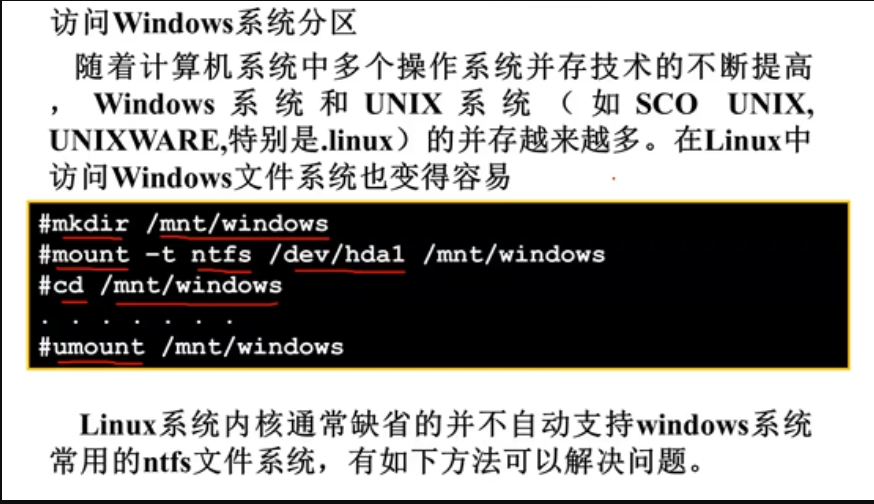 访问Windows系统分区
随着计算机系统中多个操作系统并存技术的不断提高
，Windows 系统和 UNIX 系统（如 SCO UNIX,
UNIXWARE,特别是.linux）的并存越来越多。在Linux中
访问Windows文件系统也变得容易
#mkdir /mnt/windows
#mount –t ntfs /dev/hda1 /mnt/windows
#cd /mnt/windows
. . . . . . .
#umount /mnt/windows
Linux系统内核通常缺省的并不自动支持windows系统
常用的ntfs文件系统，有如下方法可以解决问题。